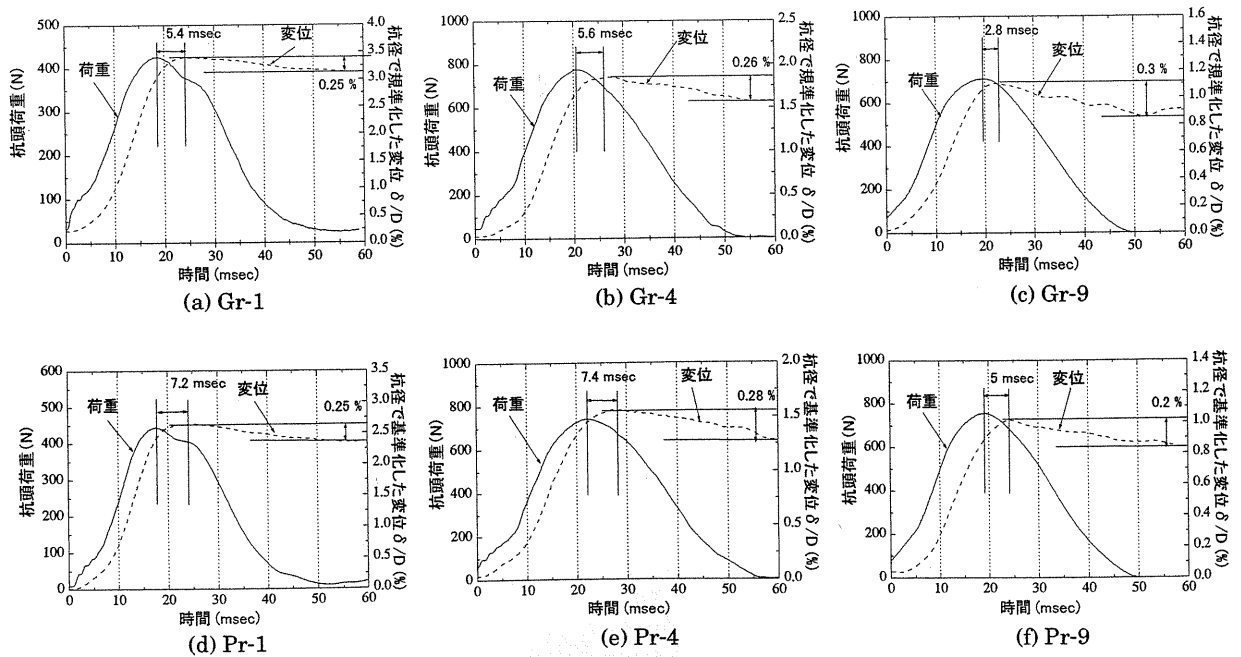 5.4 msec
変位
荷重
0.25 %
杭頭荷重 (N)
杭径で規準化した変位 δ/D (%)
500
400
300
200
100
0
4.0
3.5
3.0
2.5
2.0
1.5
1.0
0.5
0.0
0 10 20 30 40 50 60
時間 (msec)
(a) Gr-1
5.6 msec
変位
荷重
0.26 %
杭頭荷重 (N)
杭径で規準化した変位 δ/D (%)
1000
800
600
400
200
0
2.5
2.0
1.5
1.0
0.5
0.0
0 10 20 30 40 50 60
時間 (msec)
(b) Gr-4
2.8 msec
変位
荷重
0.3 %
杭頭荷重 (N)
杭径で規準化した変位 δ/D (%)
1000
800
600
400
200
0
1.6
1.4
1.2
1.0
0.8
0.6
0.4
0.2
0.0
0 10 20 30 40 50 60
時間 (msec)
(c) Gr-9
7.2 msec
変位
荷重
0.25 %
杭頭荷重 (N)
杭径で基準化した変位 δ/D (%)
600
500
400
300
200
100
0
3.5
3.0
2.5
2.0
1.5
1.0
0.5
0.0
0 10 20 30 40 50 60
時間 (msec)
(d) Pr-1
7.4 msec
変位
荷重
0.28 %
杭頭荷重 (N)
杭径で基準化した変位 δ/D (%)
1000
800
600
400
200
0
2.0
1.5
1.0
0.5
0.0
0 10 20 30 40 50 60
時間 (msec)
(e) Pr-4
5 msec
変位
荷重
0.2 %
杭頭荷重 (N)
杭径で基準化した変位 δ/D (%)
1000
800
600
400
200
0
1.4
1.2
1.0
0.8
0.6
0.4
0.2
0.0
0 10 20 30 40 50 60
時間 (msec)
(f) Pr-9